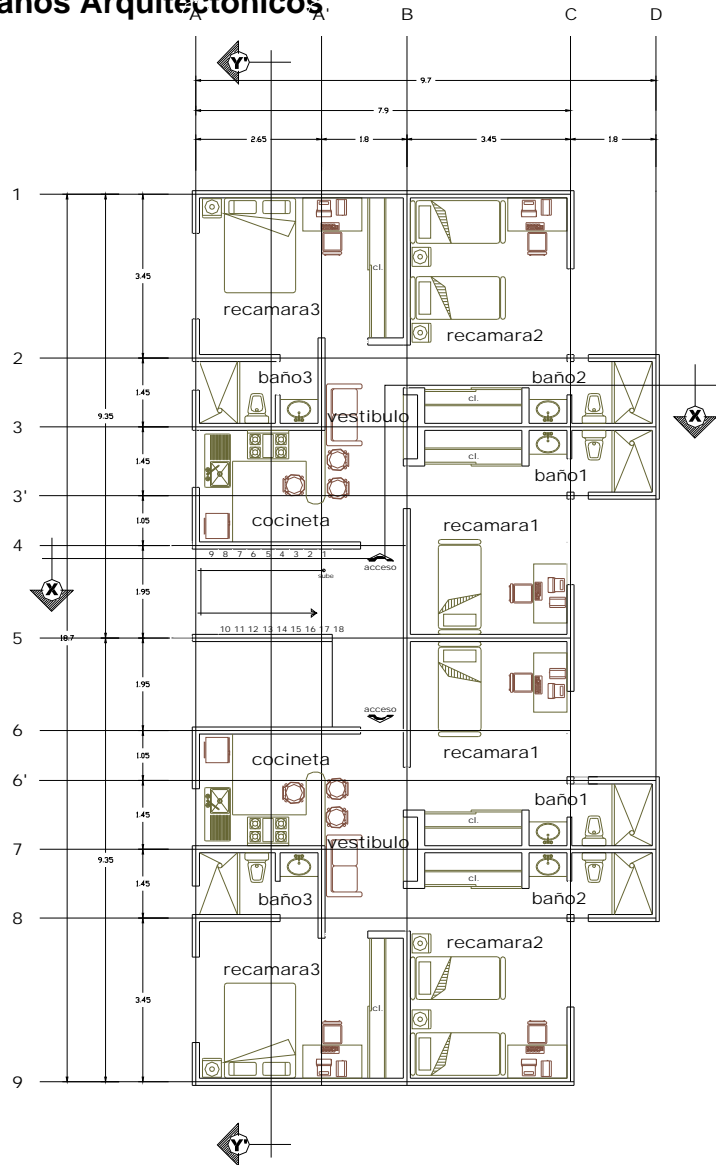 anos Arquitectónicos.
A A' B C D
Y'
9.7
7.9
2.65 1.8 3.45 1.8
1
3.45
cl.
recamara3
recamara2
2
baño3 baño2
1.45
cl.
9.35
vestibulo
X
3
1.45
cl.
baño1
3'
cocineta recamara1
1.05
4
9 8 7 6 5 4 3 2 1
acceso
sube
X
1.95
10 11 12 13 14 15 16 17 18
5
18.7
1.95
acceso
6
cocineta recamara1
1.05
6'
baño1
1.45
cl.
vestibulo
7
9.35
1.45
cl.
baño3 baño2
8
recamara3 recamara2
3.45
cl.
9
Y'